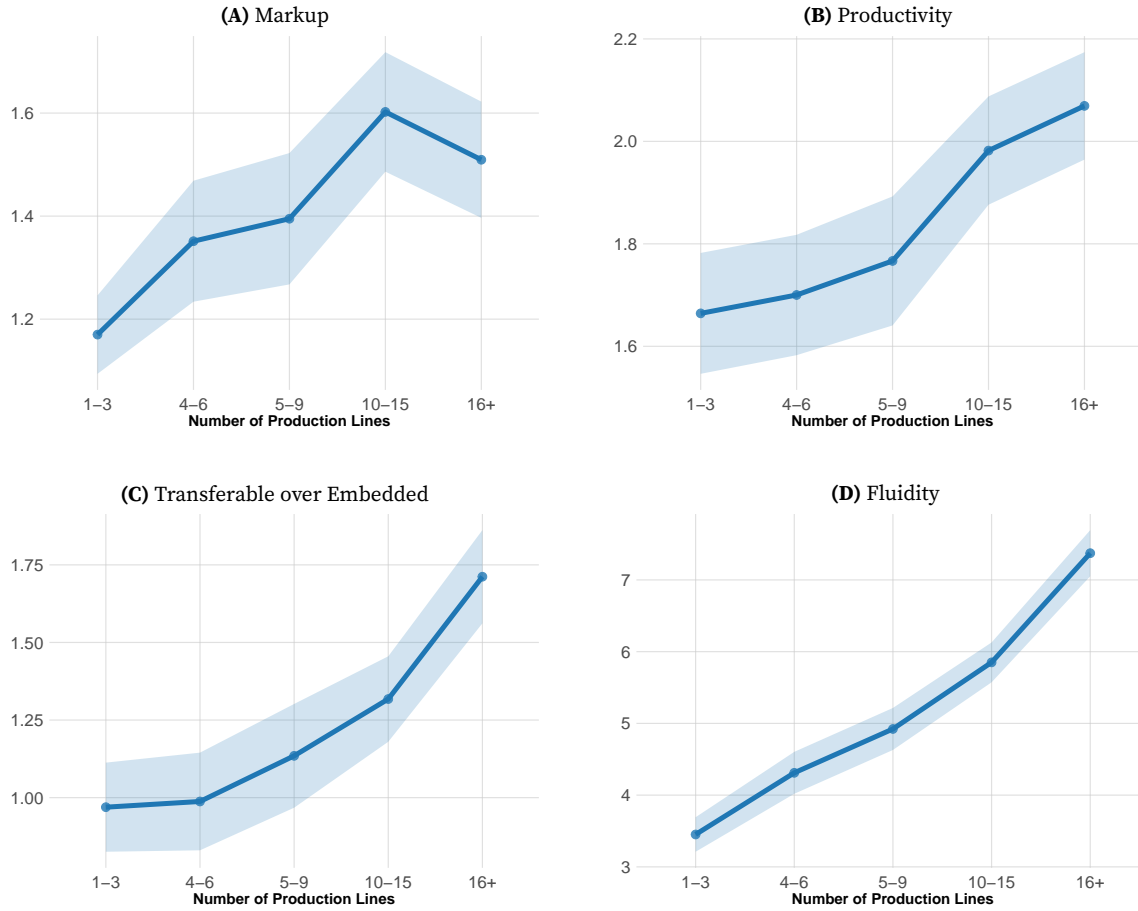 (A) Markup
1.6
1.4
1.2
1–3 4–6 5–9 10–15 16+
Number of Production Lines
(B) Productivity
2.2
2.0
1.8
1.6
1–3 4–6 5–9 10–15 16+
Number of Production Lines
(C) Transferable over Embedded
1.75
1.50
1.25
1.00
1–3 4–6 5–9 10–15 16+
Number of Production Lines
(D) Fluidity
7
6
5
4
3
1–3 4–6 5–9 10–15 16+
Number of Production Lines